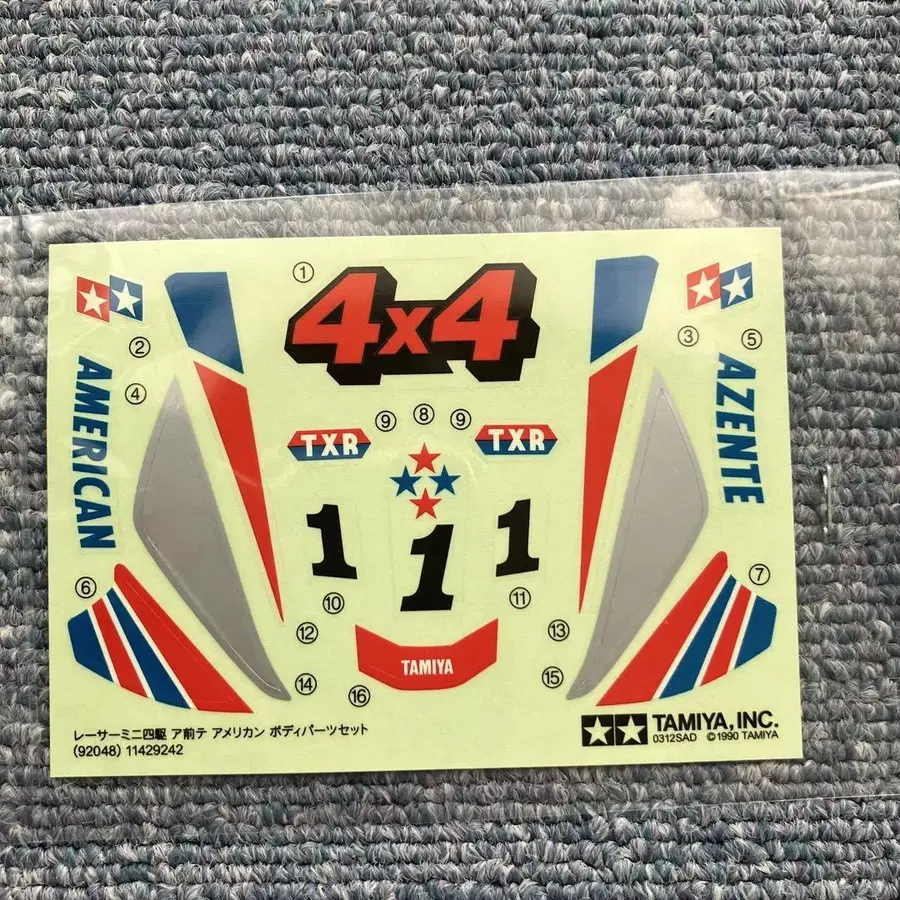 ① 4x4
② ③
④ ⑤
AMERICAN
AZENTE
⑨ ⑧ ⑨
TXR TXR
1 1 1
⑥ ⑦
⑩ ⑪
⑫ ⑬
TAMIYA
⑭ ⑯ ⑮
レーサーミニ四駆 ア前テ アメリカン ボディパーツセット
(92048) 11429242
TAMIYA, INC.
0312SAD ©1990 TAMIYA